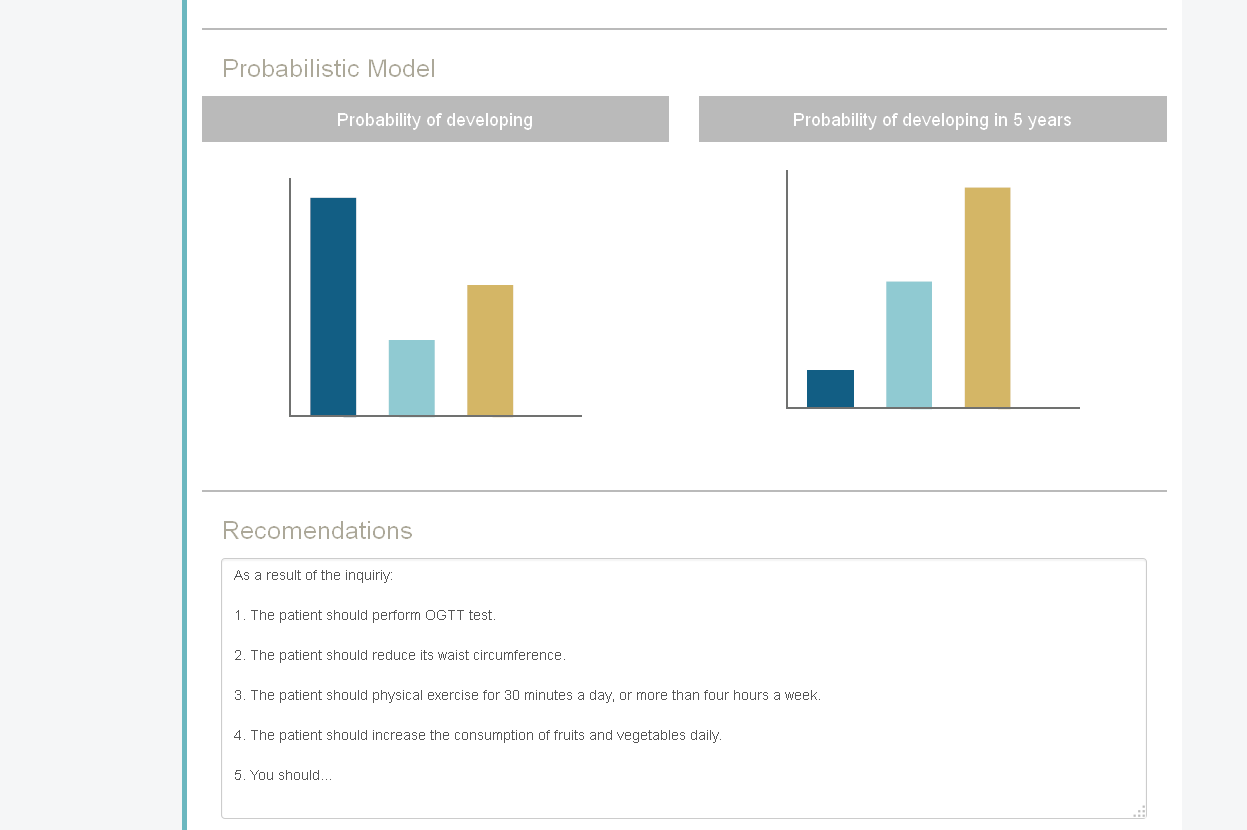 Probabilistic Model
Probability of developing
Probability of developing in 5 years
Recomendations
As a result of the inquiriy:
1. The patient should perform OGTT test.
2. The patient should reduce its waist circumference.
3. The patient should physical exercise for 30 minutes a day, or more than four hours a week.
4. The patient should increase the consumption of fruits and vegetables daily.
5. You should...